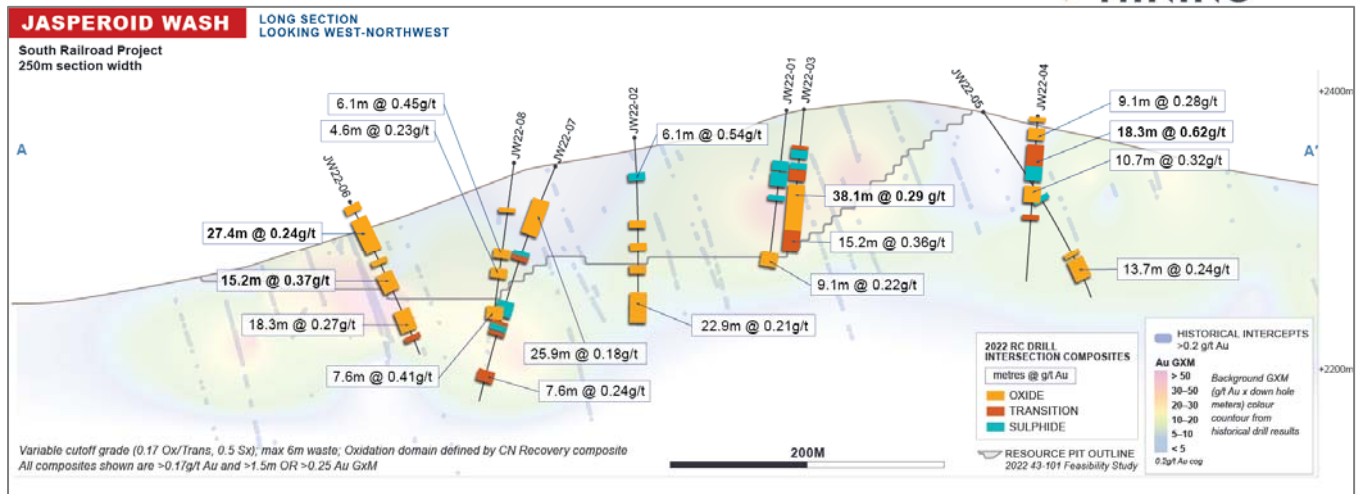 JASPEROID WASH
LONG SECTION
LOOKING WEST-NORTHWEST
South Railroad Project
250m section width
A
A'
+2400m
+2200m
JW22-06
JW22-08
JW22-07
JW22-02
JW22-01
JW22-03
JW22-05
JW22-04
6.1m @ 0.45g/t
4.6m @ 0.23g/t
27.4m @ 0.24g/t
15.2m @ 0.37g/t
18.3m @ 0.27g/t
7.6m @ 0.41g/t
25.9m @ 0.18g/t
7.6m @ 0.24g/t
6.1m @ 0.54g/t
22.9m @ 0.21g/t
38.1m @ 0.29 g/t
15.2m @ 0.36g/t
9.1m @ 0.22g/t
9.1m @ 0.28g/t
18.3m @ 0.62g/t
10.7m @ 0.32g/t
13.7m @ 0.24g/t
2022 RC DRILL
INTERSECTION COMPOSITES
metres @ g/t Au
OXIDE
TRANSITION
SULPHIDE
RESOURCE PIT OUTLINE
2022 43-101 Feasibility Study
HISTORICAL INTERCEPTS
>0.2 g/t Au
Au GXM
> 50
30–50
20–30
10–20
5–10
< 5
0.2g/t Au cog
Background GXM
(g/t Au x down hole
meters) colour
countour from
historical drill results
200M
Variable cutoff grade (0.17 Ox/Trans, 0.5 Sx); max 6m waste; Oxidation domain defined by CN Recovery composite
All composites shown are >0.17g/t Au and >1.5m OR >0.25 Au GxM